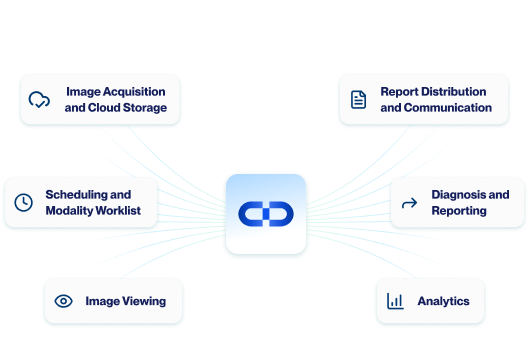 Image Acquisition
and Cloud Storage
Report Distribution
and Communication
Scheduling and
Modality Worklist
Diagnosis and
Reporting
Image Viewing
Analytics